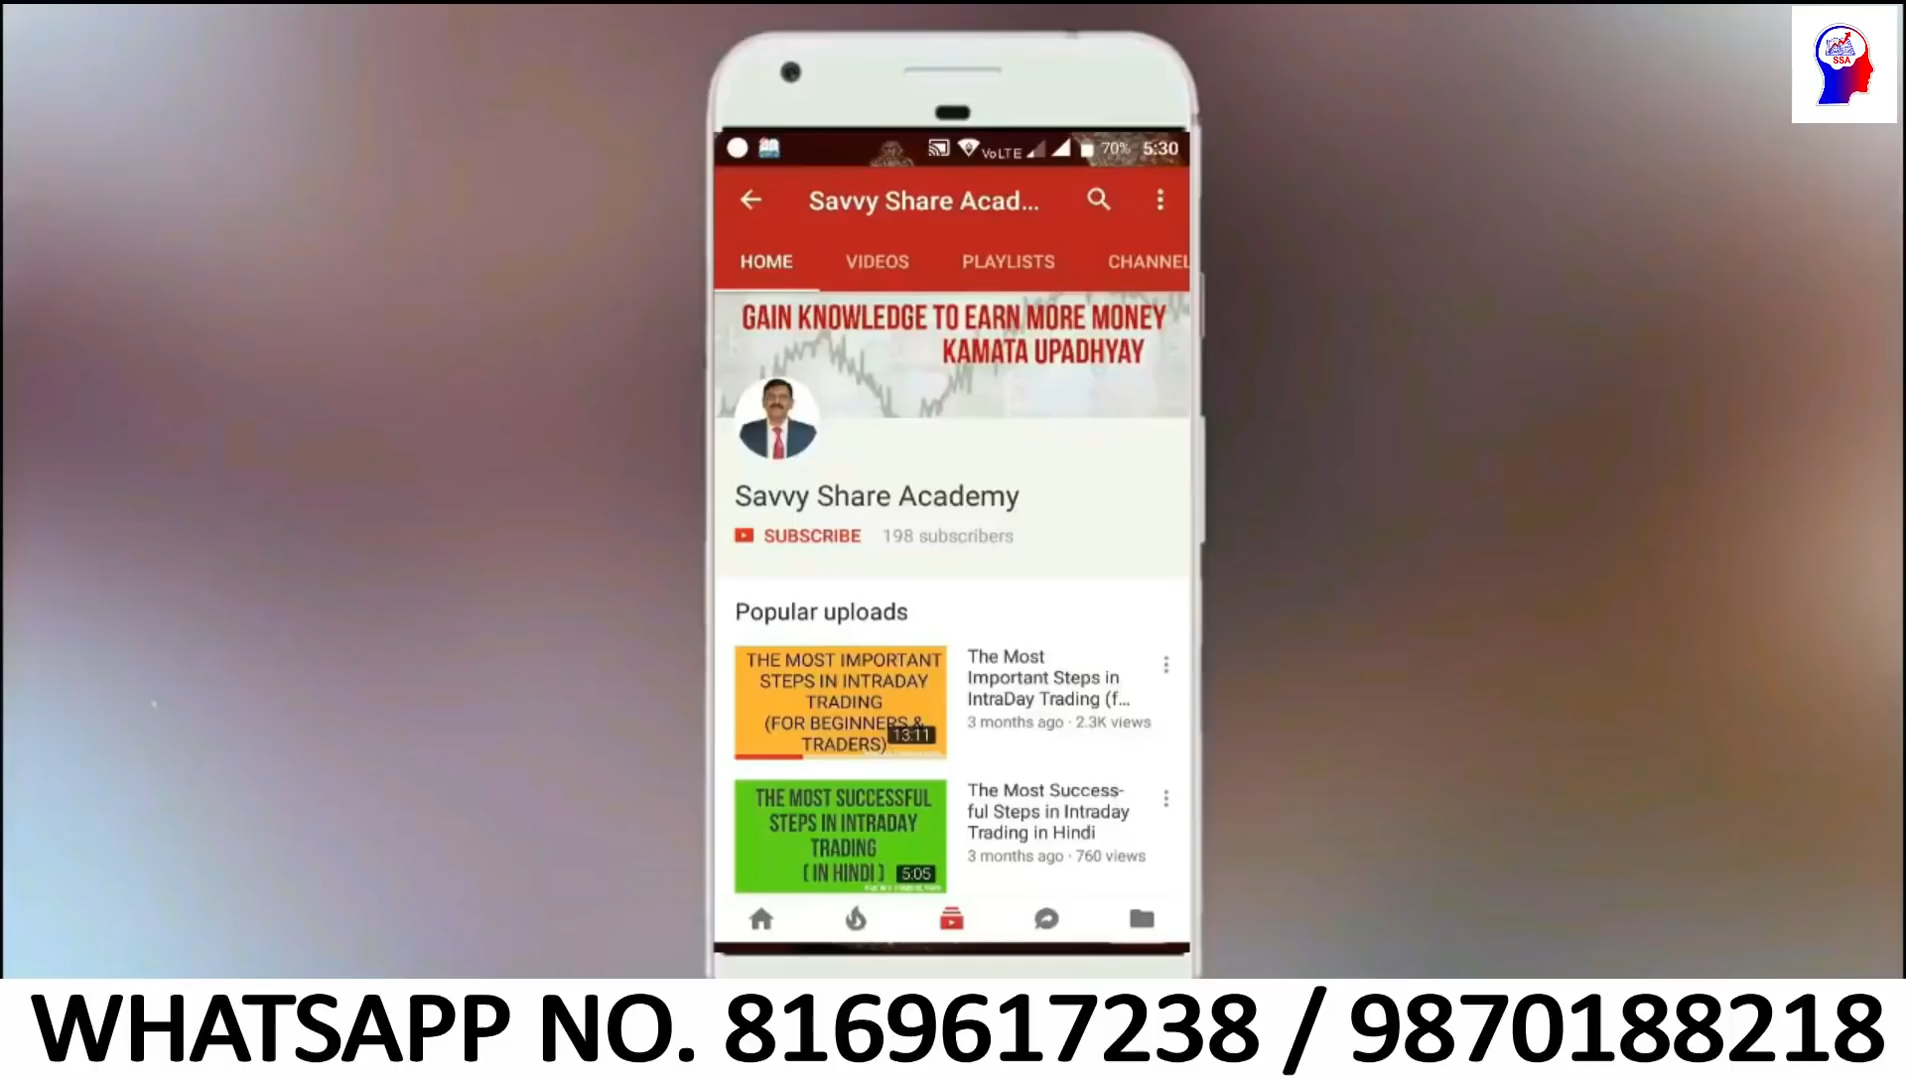 SSA
VoLTE 70% 5:30
Savvy Share Acad...
HOME VIDEOS PLAYLISTS CHANNEL
GAIN KNOWLEDGE TO EARN MORE MONEY
KAMATA UPADHYAY
Savvy Share Academy
SUBSCRIBE 198 subscribers
Popular uploads
THE MOST IMPORTANT
STEPS IN INTRADAY
TRADING
(FOR BEGINNERS &
TRADERS)
13:11
The Most
Important Steps in
IntraDay Trading (f...
3 months ago · 2.3K views
THE MOST SUCCESSFUL
STEPS IN INTRADAY
TRADING
( IN HINDI )
5:05
The Most Success-
ful Steps in Intraday
Trading in Hindi
3 months ago · 760 views
WHATSAPP NO. 8169617238 / 9870188218